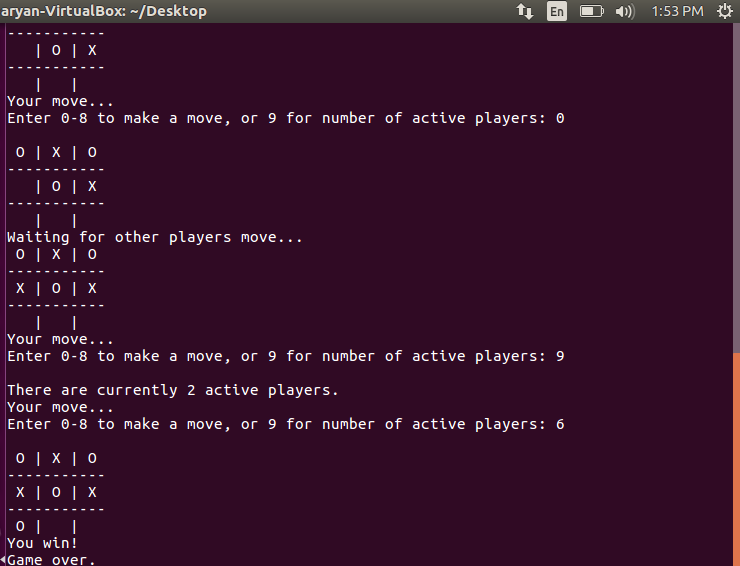 aryan-VirtualBox: ~/Desktop En 1:53 PM
-----------
   | O | X
-----------
   |   |
Your move...
Enter 0-8 to make a move, or 9 for number of active players: 0

 O | X | O
-----------
   | O | X
-----------
   |   |
Waiting for other players move...
 O | X | O
-----------
 X | O | X
-----------
   |   |
Your move...
Enter 0-8 to make a move, or 9 for number of active players: 9

There are currently 2 active players.
Your move...
Enter 0-8 to make a move, or 9 for number of active players: 6

 O | X | O
-----------
 X | O | X
-----------
 O |   |
You win!
Game over.